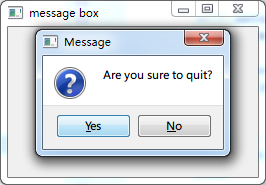 message box
Message
Are you sure to quit?
Yes
No